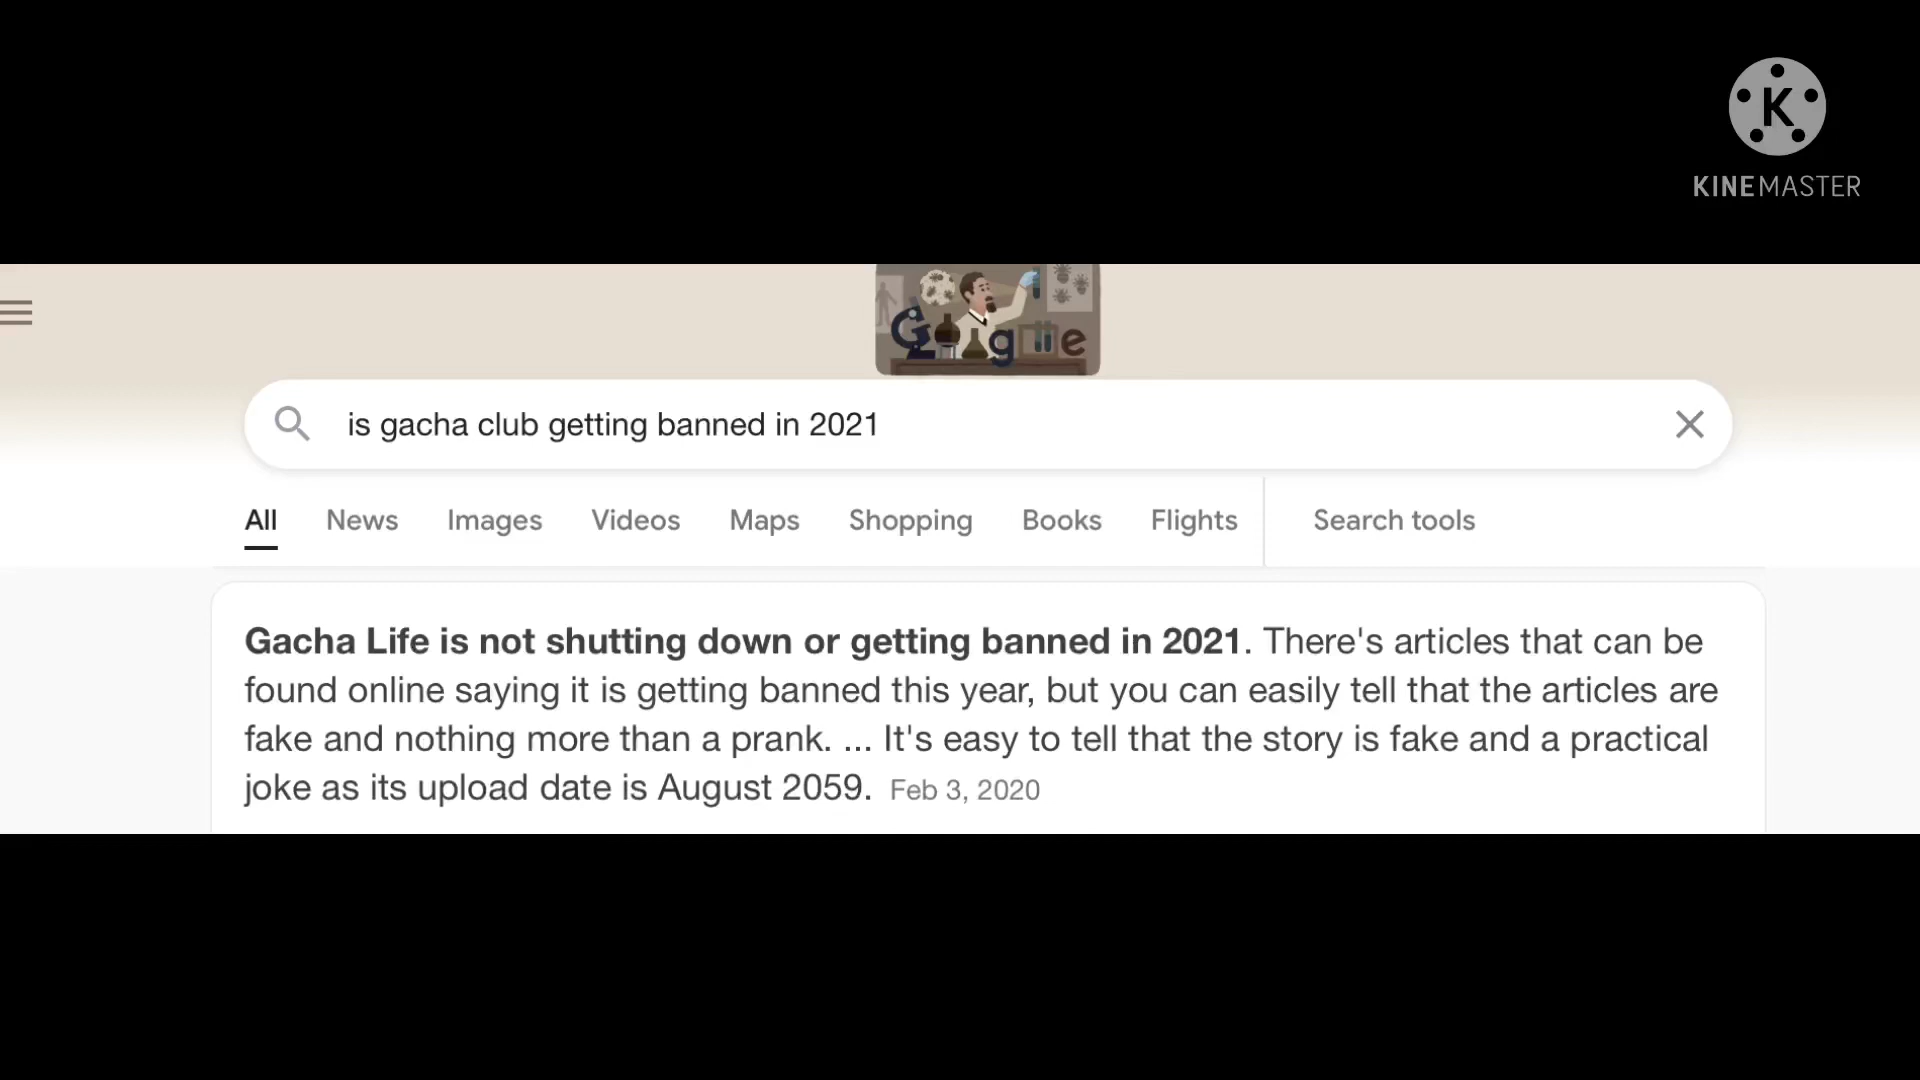 K
KINEMASTER
Google
is gacha club getting banned in 2021
All News Images Videos Maps Shopping Books Flights Search tools
Gacha Life is not shutting down or getting banned in 2021. There's articles that can be
found online saying it is getting banned this year, but you can easily tell that the articles are
fake and nothing more than a prank. ... It's easy to tell that the story is fake and a practical
joke as its upload date is August 2059. Feb 3, 2020